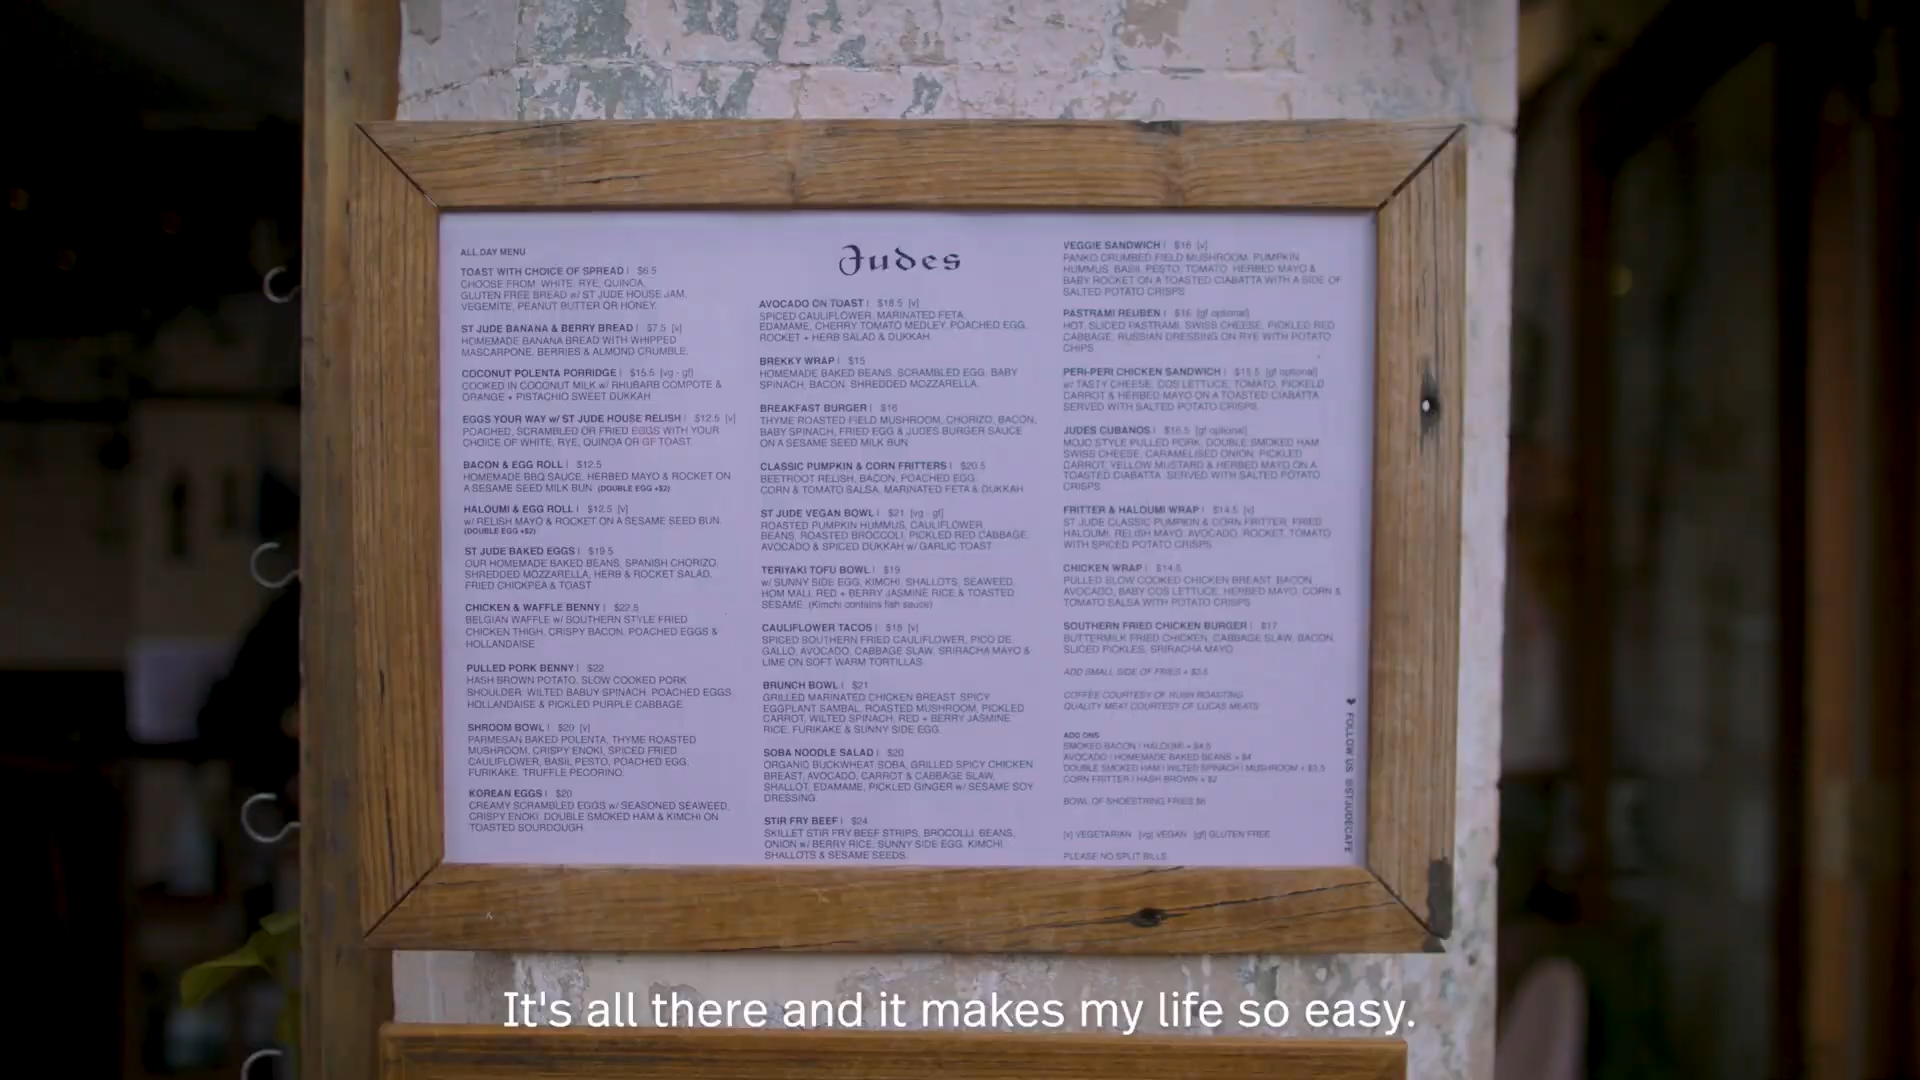 ALL DAY MENU
TOAST WITH CHOICE OF SPREAD | $6.5
CHOOSE FROM WHITE, RYE, QUINOA,
GLUTEN FREE BREAD w/ ST JUDE HOUSE JAM,
VEGEMITE, PEANUT BUTTER OR HONEY.
ST JUDE BANANA & BERRY BREAD | $7.5 [v]
HOMEMADE BANANA BREAD WITH WHIPPED
MASCARPONE, BERRIES & ALMOND CRUMBLE.
COCONUT POLENTA PORRIDGE | $15.5 [vg - gf]
COOKED IN COCONUT MILK w/ RHUBARB COMPOTE &
ORANGE + PISTACHIO SWEET DUKKAH
EGGS YOUR WAY w/ ST JUDE HOUSE RELISH | $12.5 [v]
POACHED, SCRAMBLED OR FRIED EGGS WITH YOUR
CHOICE OF WHITE, RYE, QUINOA OR GF TOAST.
BACON & EGG ROLL | $12.5
HOMEMADE BBQ SAUCE, HERBED MAYO & ROCKET ON
A SESAME SEED MILK BUN. (DOUBLE EGG +$2)
HALOUMI & EGG ROLL | $12.5 [v]
w/ RELISH MAYO & ROCKET ON A SESAME SEED BUN.
(DOUBLE EGG +$2)
ST JUDE BAKED EGGS | $19.5
OUR HOMEMADE BAKED BEANS, SPANISH CHORIZO,
SHREDDED MOZZARELLA, HERB & ROCKET SALAD,
FRIED CHICKPEA & TOAST
CHICKEN & WAFFLE BENNY | $22.5
BELGIAN WAFFLE w/ SOUTHERN STYLE FRIED
CHICKEN THIGH, CRISPY BACON, POACHED EGGS &
HOLLANDAISE
PULLED PORK BENNY | $22
HASH BROWN POTATO, SLOW COOKED PORK
SHOULDER, WILTED BABUY SPINACH, POACHED EGGS,
HOLLANDAISE & PICKLED PURPLE CABBAGE.
SHROOM BOWL | $20 [v]
PARMESAN BAKED POLENTA, THYME ROASTED
MUSHROOM, CRISPY ENOKI, SPICED FRIED
CAULIFLOWER, BASIL PESTO, POACHED EGG,
FURIKAKE, TRUFFLE PECORINO.
KOREAN EGGS | $20
CREAMY SCRAMBLED EGGS w/ SEASONED SEAWEED,
CRISPY ENOKI, DOUBLE SMOKED HAM & KIMCHI ON
TOASTED SOURDOUGH.
Judes
AVOCADO ON TOAST | $18.5 [v]
SPICED CAULIFLOWER, MARINATED FETA,
EDAMAME, CHERRY TOMATO MEDLEY, POACHED EGG,
ROCKET + HERB SALAD & DUKKAH.
BREKKY WRAP | $15
HOMEMADE BAKED BEANS, SCRAMBLED EGG, BABY
SPINACH, BACON, SHREDDED MOZZARELLA.
BREAKFAST BURGER | $16
THYME ROASTED FIELD MUSHROOM, CHORIZO, BACON,
BABY SPINACH, FRIED EGG & JUDES BURGER SAUCE
ON A SESAME SEED MILK BUN
CLASSIC PUMPKIN & CORN FRITTERS | $20.5
BEETROOT RELISH, BACON, POACHED EGG,
CORN & TOMATO SALSA, MARINATED FETA & DUKKAH
ST JUDE VEGAN BOWL | $21 [vg - gf]
ROASTED PUMPKIN HUMMUS, CAULIFLOWER,
BEANS, ROASTED BROCCOLI, PICKLED RED CABBAGE,
AVOCADO & SPICED DUKKAH w/ GARLIC TOAST
TERIYAKI TOFU BOWL | $19
w/ SUNNY SIDE EGG, KIMCHI, SHALLOTS, SEAWEED,
HOM MALI, RED + BERRY JASMINE RICE & TOASTED
SESAME. (Kimchi contains fish sauce)
CAULIFLOWER TACOS | $18 [v]
SPICED SOUTHERN FRIED CAULIFLOWER, PICO DE
GALLO, AVOCADO, CABBAGE SLAW, SRIRACHA MAYO &
LIME ON SOFT WARM TORTILLAS.
BRUNCH BOWL | $21
GRILLED MARINATED CHICKEN BREAST, SPICY
EGGPLANT SAMBAL, ROASTED MUSHROOM, PICKLED
CARROT, WILTED SPINACH, RED + BERRY JASMINE
RICE, FURIKAKE & SUNNY SIDE EGG.
SOBA NOODLE SALAD | $20
ORGANIC BUCKWHEAT SOBA, GRILLED SPICY CHICKEN
BREAST, AVOCADO, CARROT & CABBAGE SLAW,
SHALLOT, EDAMAME, PICKLED GINGER w/ SESAME SOY
DRESSING.
STIR FRY BEEF | $24
SKILLET STIR FRY BEEF STRIPS, BROCOLLI, BEANS,
ONION w/ BERRY RICE, SUNNY SIDE EGG, KIMCHI,
SHALLOTS & SESAME SEEDS.
VEGGIE SANDWICH | $16 [v]
PANKO CRUMBED FIELD MUSHROOM, PUMPKIN
HUMMUS, BASIL PESTO, TOMATO, HERBED MAYO &
BABY ROCKET ON A TOASTED CIABATTA WITH A SIDE OF
SALTED POTATO CRISPS
PASTRAMI REUBEN | $16 [gf optional]
HOT, SLICED PASTRAMI, SWISS CHEESE, PICKLED RED
CABBAGE, RUSSIAN DRESSING ON RYE WITH POTATO
CHIPS
PERI-PERI CHICKEN SANDWICH | $15.5 [gf optional]
w/ TASTY CHEESE, COS LETTUCE, TOMATO, PICKELD
CARROT & HERBED MAYO ON A TOASTED CIABATTA
SERVED WITH SALTED POTATO CRISPS.
JUDES CUBANOS | $16.5 [gf optional]
MOJO STYLE PULLED PORK, DOUBLE SMOKED HAM
SWISS CHEESE, CARAMELISED ONION, PICKLED
CARROT, YELLOW MUSTARD & HERBED MAYO ON A
TOASTED CIABATTA. SERVED WITH SALTED POTATO
CRISPS
FRITTER & HALOUMI WRAP | $14.5 [v]
ST JUDE CLASSIC PUMPKIN & CORN FRITTER, FRIED
HALOUMI, RELISH MAYO, AVOCADO, ROCKET, TOMATO
WITH SPICED POTATO CRISPS
CHICKEN WRAP | $14.5
PULLED SLOW COOKED CHICKEN BREAST, BACON,
AVOCADO, BABY COS LETTUCE, HERBED MAYO, CORN &
TOMATO SALSA WITH POTATO CRISPS
SOUTHERN FRIED CHICKEN BURGER | $17
BUTTERMILK FRIED CHICKEN, CABBAGE SLAW, BACON,
SLICED PICKLES, SRIRACHA MAYO
ADD SMALL SIDE OF FRIES + $3.5
COFFEE COURTESY OF RUSH ROASTING
QUALITY MEAT COURTESY OF LUCAS MEATS
ADD ONS
SMOKED BACON | HALOUMI + $4.5
AVOCADO | HOMEMADE BAKED BEANS + $4
DOUBLE SMOKED HAM | WILTED SPINACH | MUSHROOM + $3.5
CORN FRITTER | HASH BROWN + $2
BOWL OF SHOESTRING FRIES $6
[v] VEGETARIAN [vg] VEGAN [gf] GLUTEN FREE
PLEASE NO SPLIT BILLS
FOLLOW US @STJUDECAFE
It's all there and it makes my life so easy.